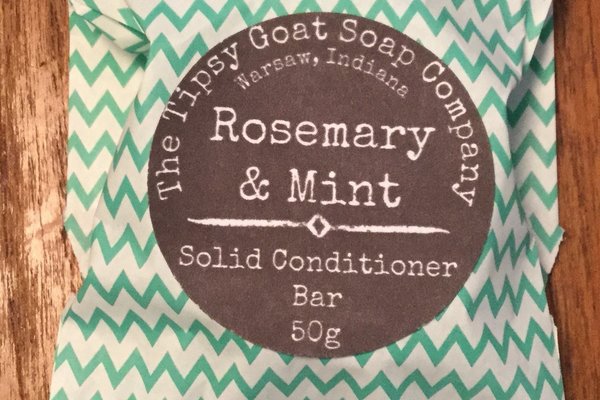 The Tipsy Goat Soap Company
Warsaw, Indiana
Rosemary
& Mint
Solid Conditioner
Bar
50g